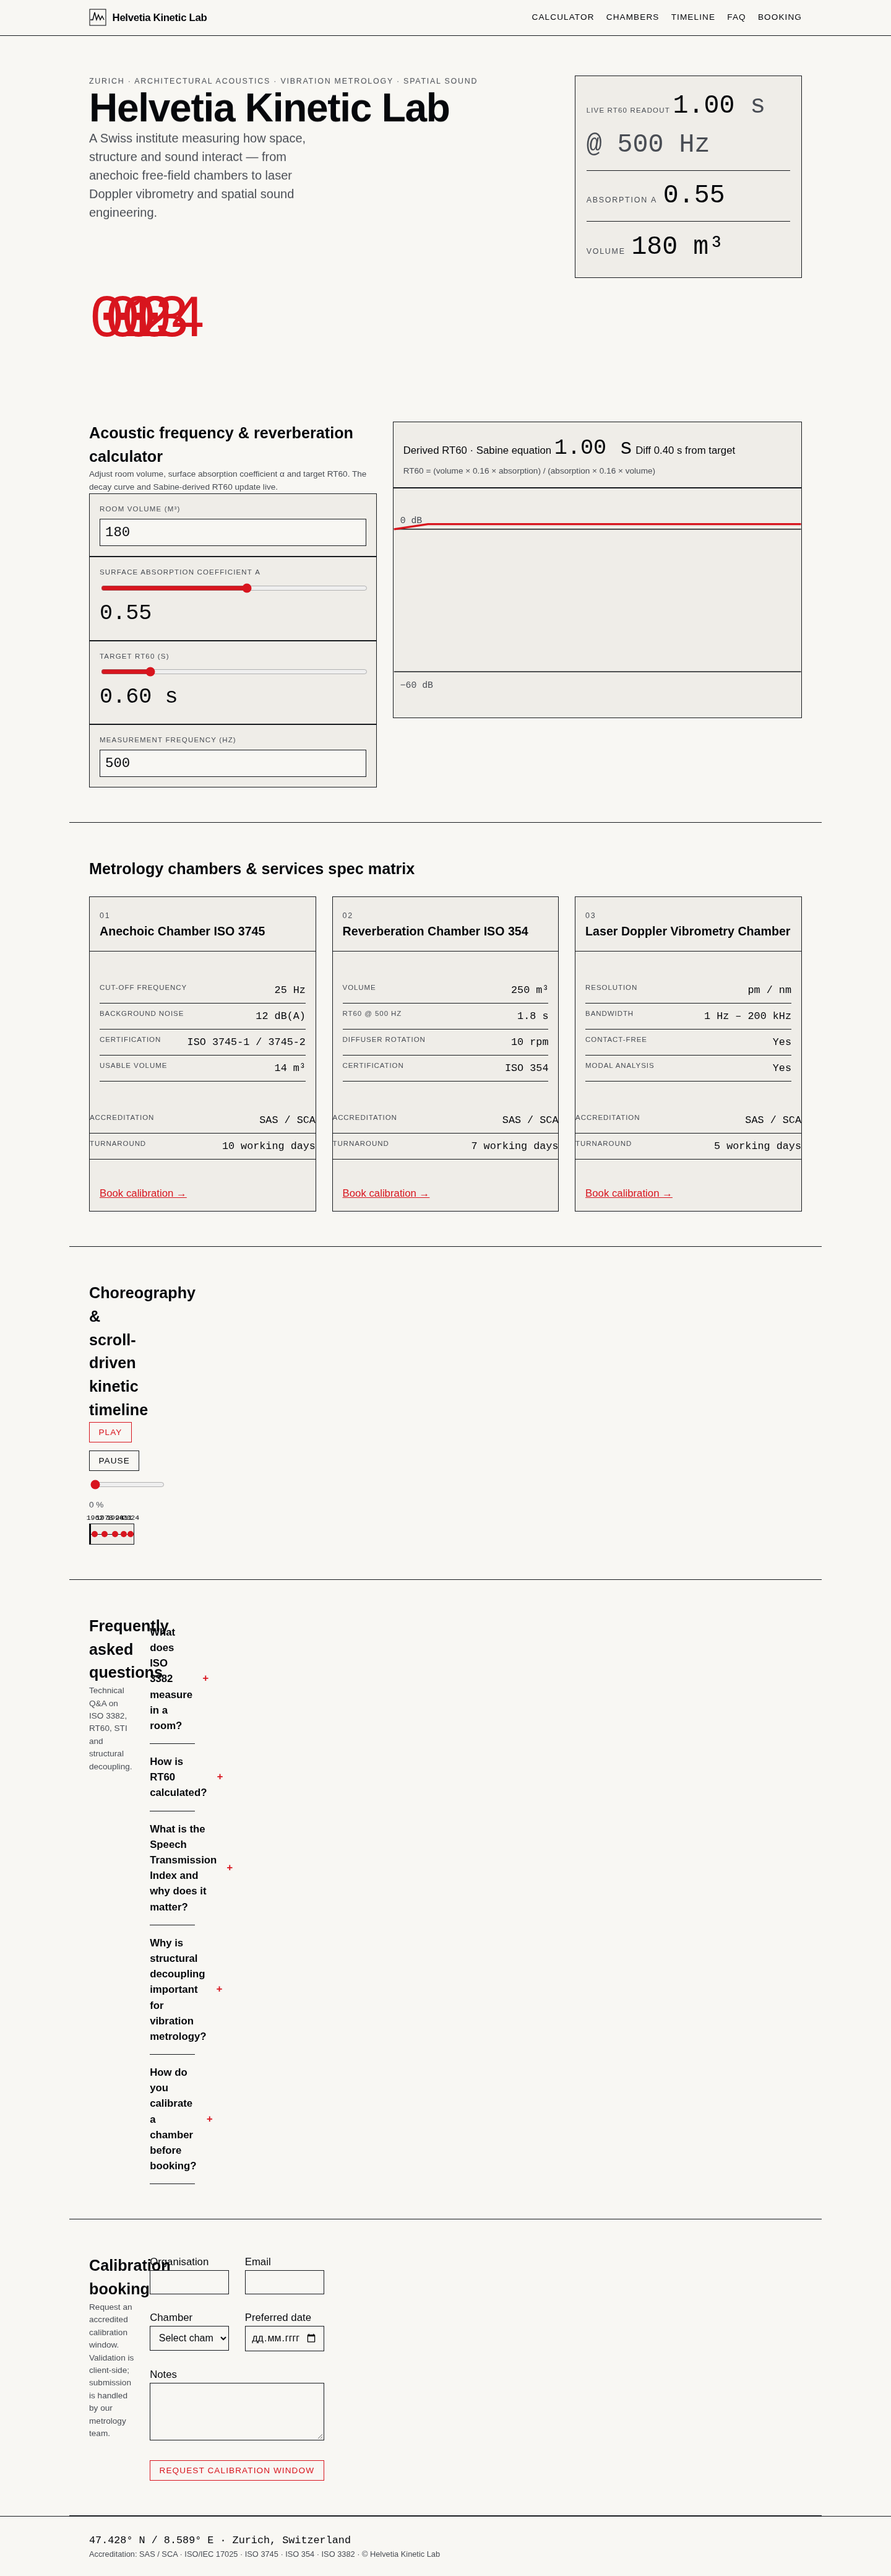 Helvetia Kinetic Lab
CALCULATOR CHAMBERS TIMELINE FAQ BOOKING
ZURICH · ARCHITECTURAL ACOUSTICS · VIBRATION METROLOGY · SPATIAL SOUND
Helvetia Kinetic Lab
A Swiss institute measuring how space,
structure and sound interact — from
anechoic free-field chambers to laser
Doppler vibrometry and spatial sound
engineering.
LIVE RT60 READOUT 1.00 s
@ 500 Hz
ABSORPTION Α 0.55
VOLUME 180 m³
Acoustic frequency & reverberation
calculator
Adjust room volume, surface absorption coefficient α and target RT60. The
decay curve and Sabine-derived RT60 update live.
ROOM VOLUME (M³)
180
SURFACE ABSORPTION COEFFICIENT Α
0.55
TARGET RT60 (S)
0.60 s
MEASUREMENT FREQUENCY (HZ)
500
Derived RT60 · Sabine equation 1.00 s Diff 0.40 s from target
RT60 = (volume × 0.16 × absorption) / (absorption × 0.16 × volume)
0 dB
−60 dB
Metrology chambers & services spec matrix
01
Anechoic Chamber ISO 3745
CUT-OFF FREQUENCY 25 Hz
BACKGROUND NOISE 12 dB(A)
CERTIFICATION ISO 3745-1 / 3745-2
USABLE VOLUME 14 m³
ACCREDITATION SAS / SCA
TURNAROUND 10 working days
Book calibration →
02
Reverberation Chamber ISO 354
VOLUME 250 m³
RT60 @ 500 HZ 1.8 s
DIFFUSER ROTATION 10 rpm
CERTIFICATION ISO 354
ACCREDITATION SAS / SCA
TURNAROUND 7 working days
Book calibration →
03
Laser Doppler Vibrometry Chamber
RESOLUTION pm / nm
BANDWIDTH 1 Hz – 200 kHz
CONTACT-FREE Yes
MODAL ANALYSIS Yes
ACCREDITATION SAS / SCA
TURNAROUND 5 working days
Book calibration →
Choreography
&
scroll-
driven
kinetic
timeline
PLAY
PAUSE
0 %
Frequently
asked
questions
Technical
Q&A on
ISO 3382,
RT60, STI
and
structural
decoupling.
What
does
ISO
3382
measure
in a
room?
+
How is
RT60
calculated?
+
What is the
Speech
Transmission
Index and
why does it
matter?
+
Why is
structural
decoupling
important
for
vibration
metrology?
+
How do
you
calibrate
a
chamber
before
booking?
+
Calibration
booking
Request an
accredited
calibration
window.
Validation is
client-side;
submission
is handled
by our
metrology
team.
Organisation
Email
Chamber
Preferred date
Select cham
дд.мм.гггг
Notes
REQUEST CALIBRATION WINDOW
47.428° N / 8.589° E · Zurich, Switzerland
Accreditation: SAS / SCA · ISO/IEC 17025 · ISO 3745 · ISO 354 · ISO 3382 · © Helvetia Kinetic Lab